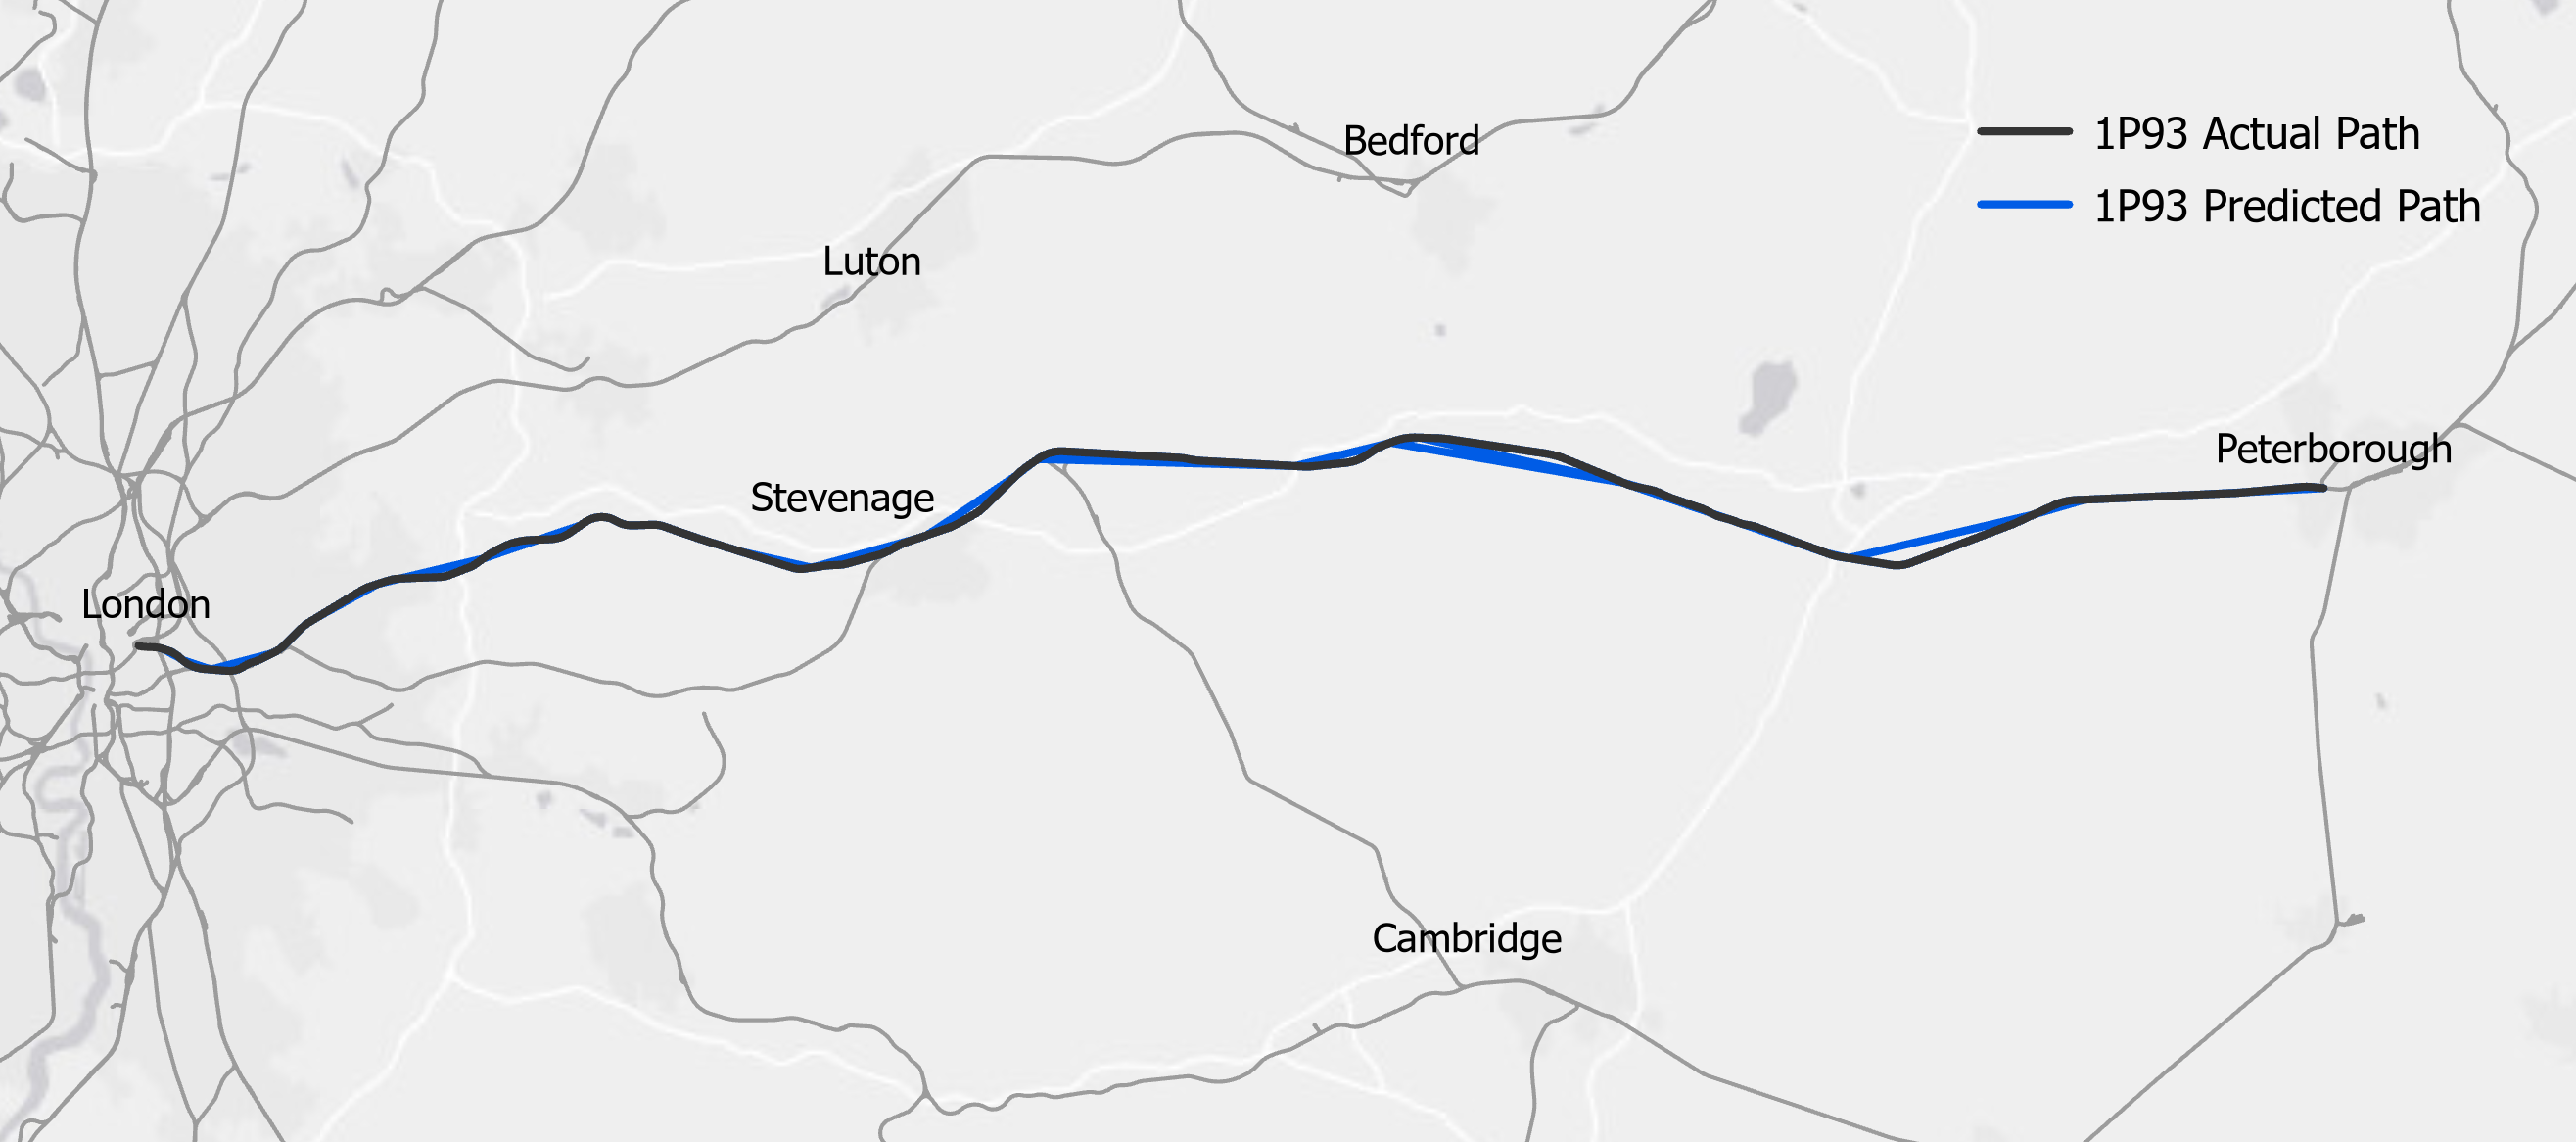 Bedford
1P93 Actual Path
1P93 Predicted Path
Luton
Peterborough
Stevenage
London
Cambridge